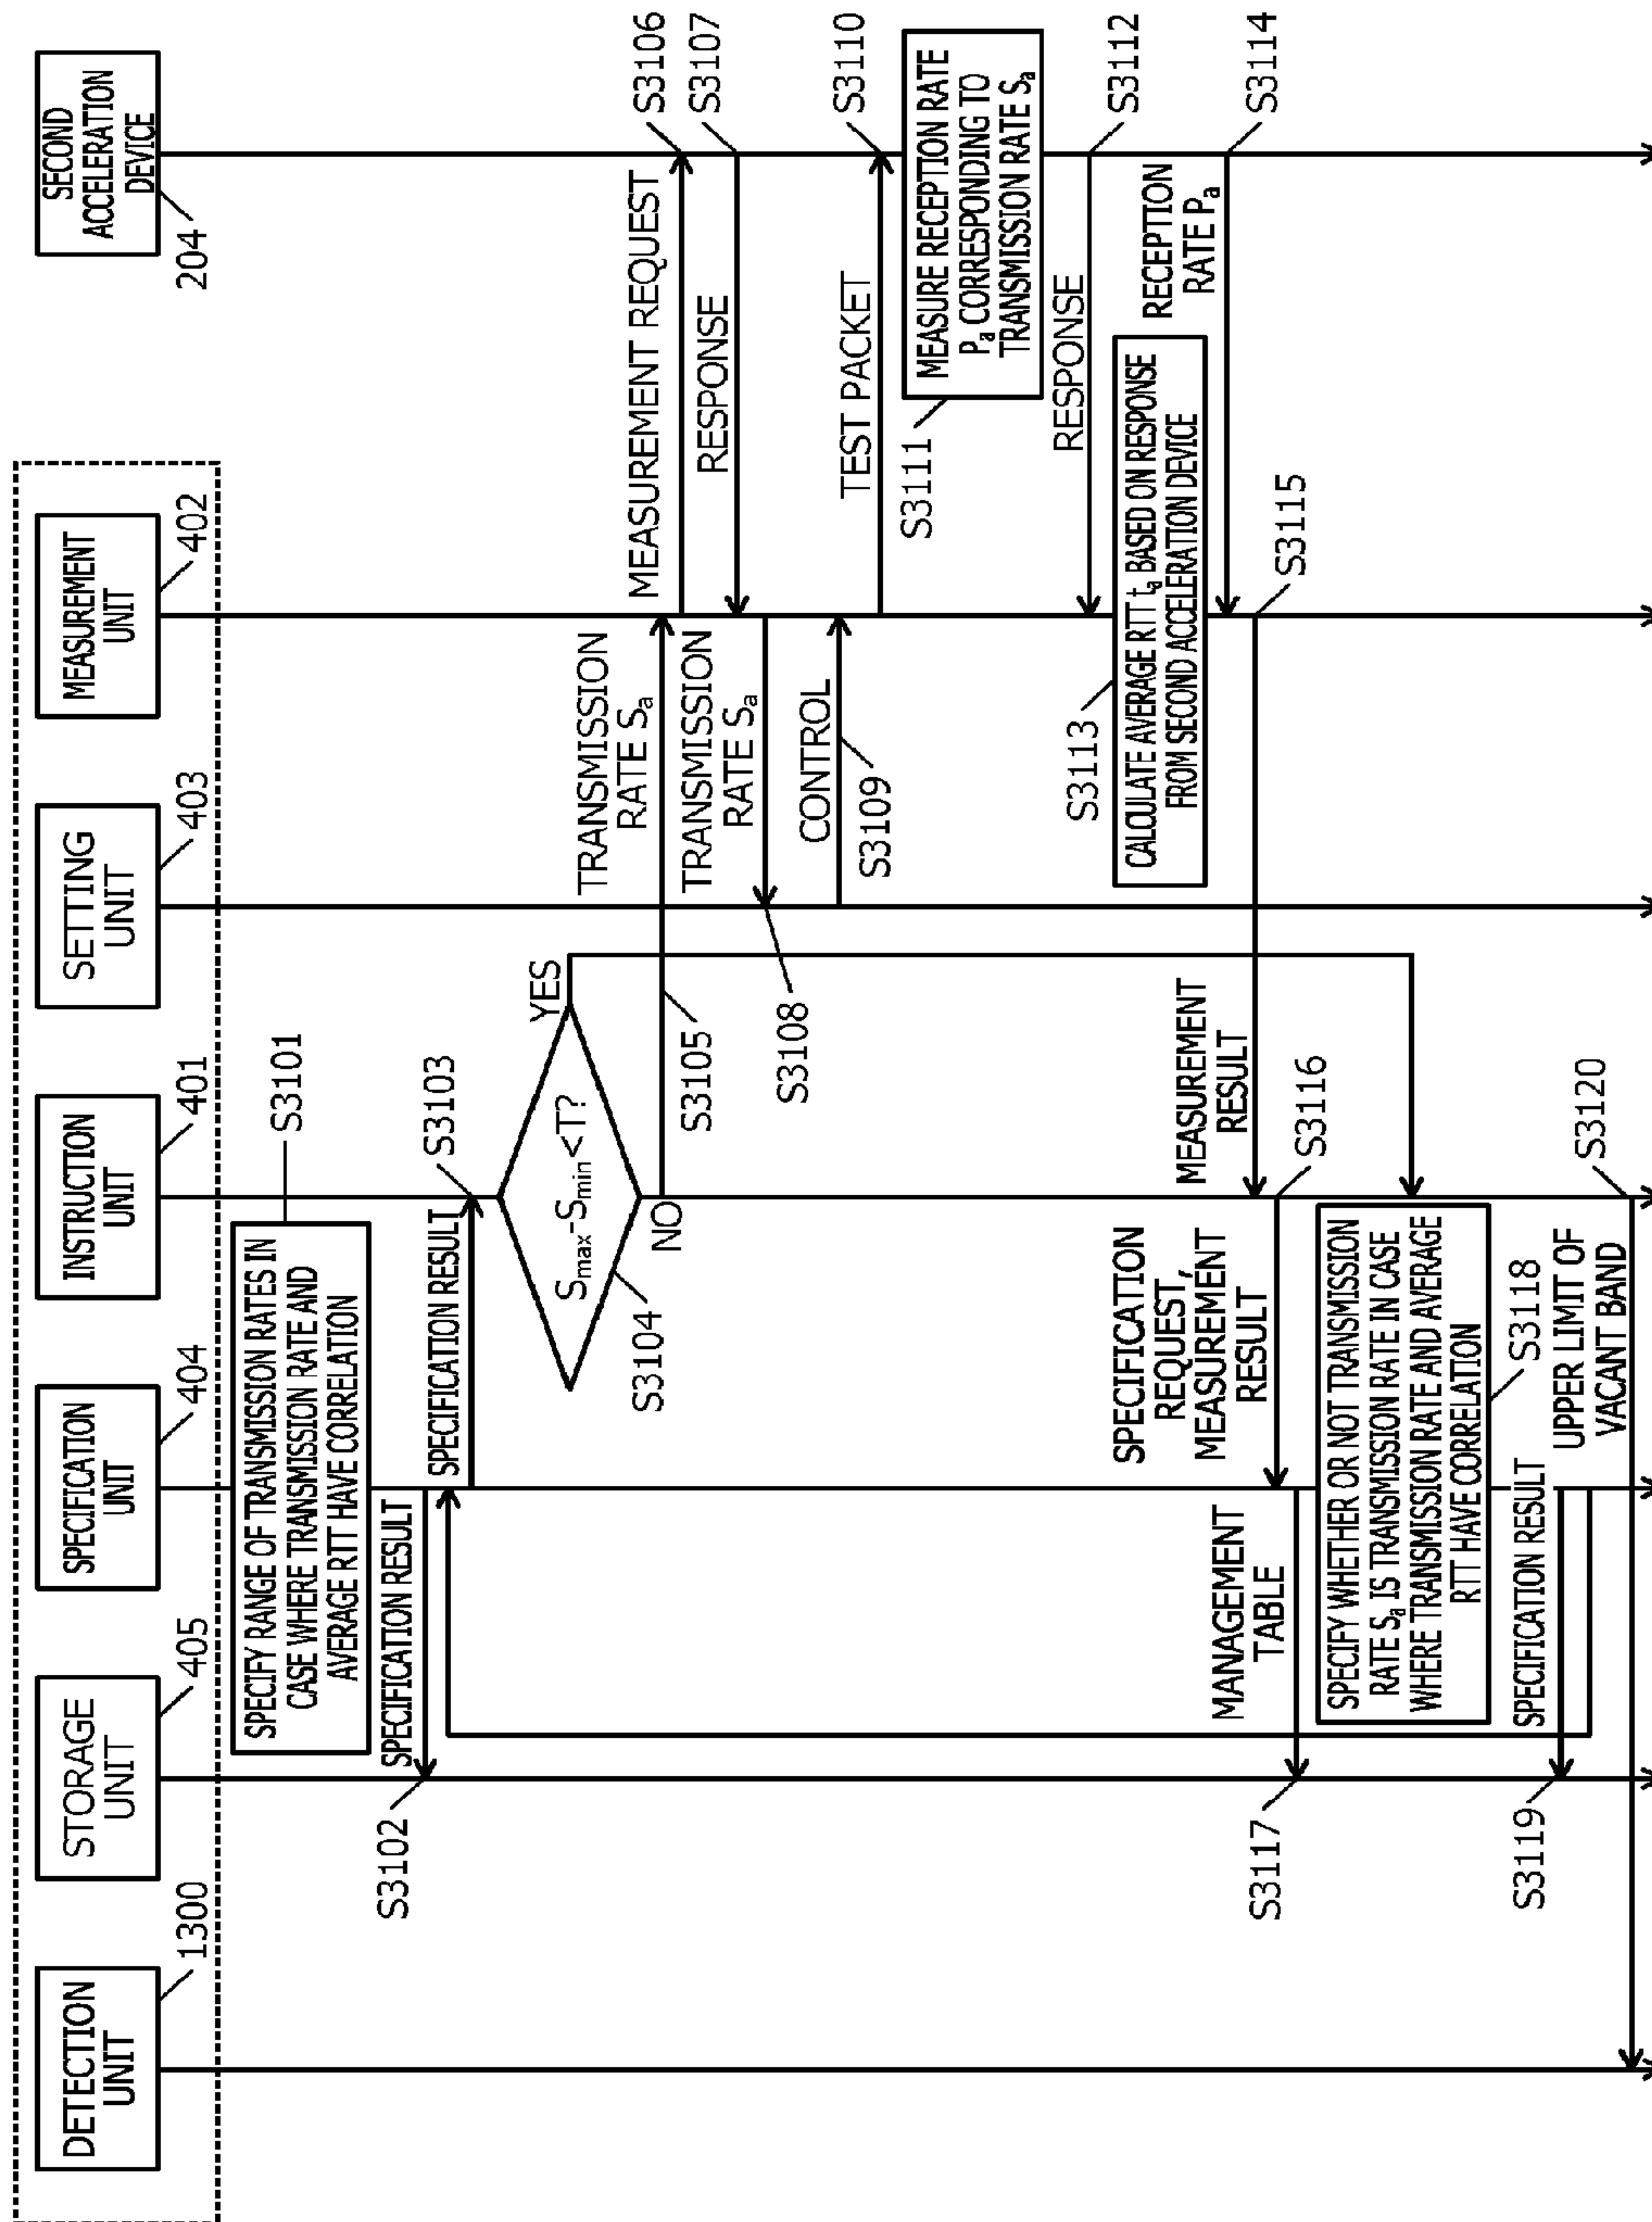 DETECTION
UNIT
1300
STORAGE
UNIT
405
SPECIFICATION
UNIT
404
INSTRUCTION
UNIT
401
SETTING
UNIT
403
MEASUREMENT
UNIT
402
SECOND
ACCELERATION
DEVICE
204
S3101
SPECIFY RANGE OF TRANSMISSION RATES IN
CASE WHERE TRANSMISSION RATE AND
AVERAGE RTT HAVE CORRELATION
SPECIFICATION RESULT
S3102
SPECIFICATION RESULT
S3103
Smax-Smin<T?
YES
NO
S3104
TRANSMISSION
RATE Sa
S3105
MEASUREMENT REQUEST
S3106
RESPONSE
S3107
TRANSMISSION
RATE Sa
S3108
CONTROL
S3109
TEST PACKET
S3110
MEASURE RECEPTION RATE
Pa CORRESPONDING TO
TRANSMISSION RATE Sa
S3111
RESPONSE
S3112
S3113
CALCULATE AVERAGE RTT ta BASED ON RESPONSE
FROM SECOND ACCELERATION DEVICE
RECEPTION
RATE Pa
S3114
S3115
MEASUREMENT
RESULT
SPECIFICATION
REQUEST,
MEASUREMENT
RESULT
S3116
MANAGEMENT
TABLE
S3117
SPECIFY WHETHER OR NOT TRANSMISSION
RATE Sa IS TRANSMISSION RATE IN CASE
WHERE TRANSMISSION RATE AND AVERAGE
RTT HAVE CORRELATION
S3118
SPECIFICATION RESULT
S3119
UPPER LIMIT OF
VACANT BAND
S3120